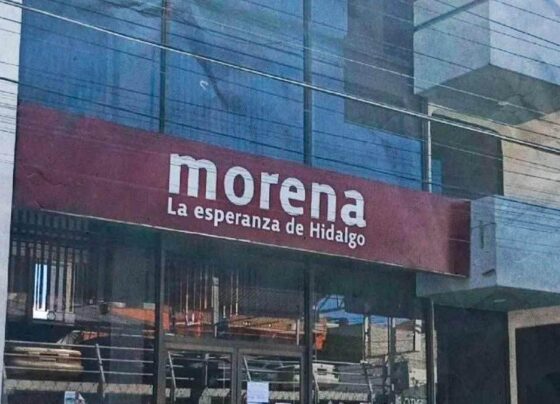 morena
La esperanza de Hidalgo